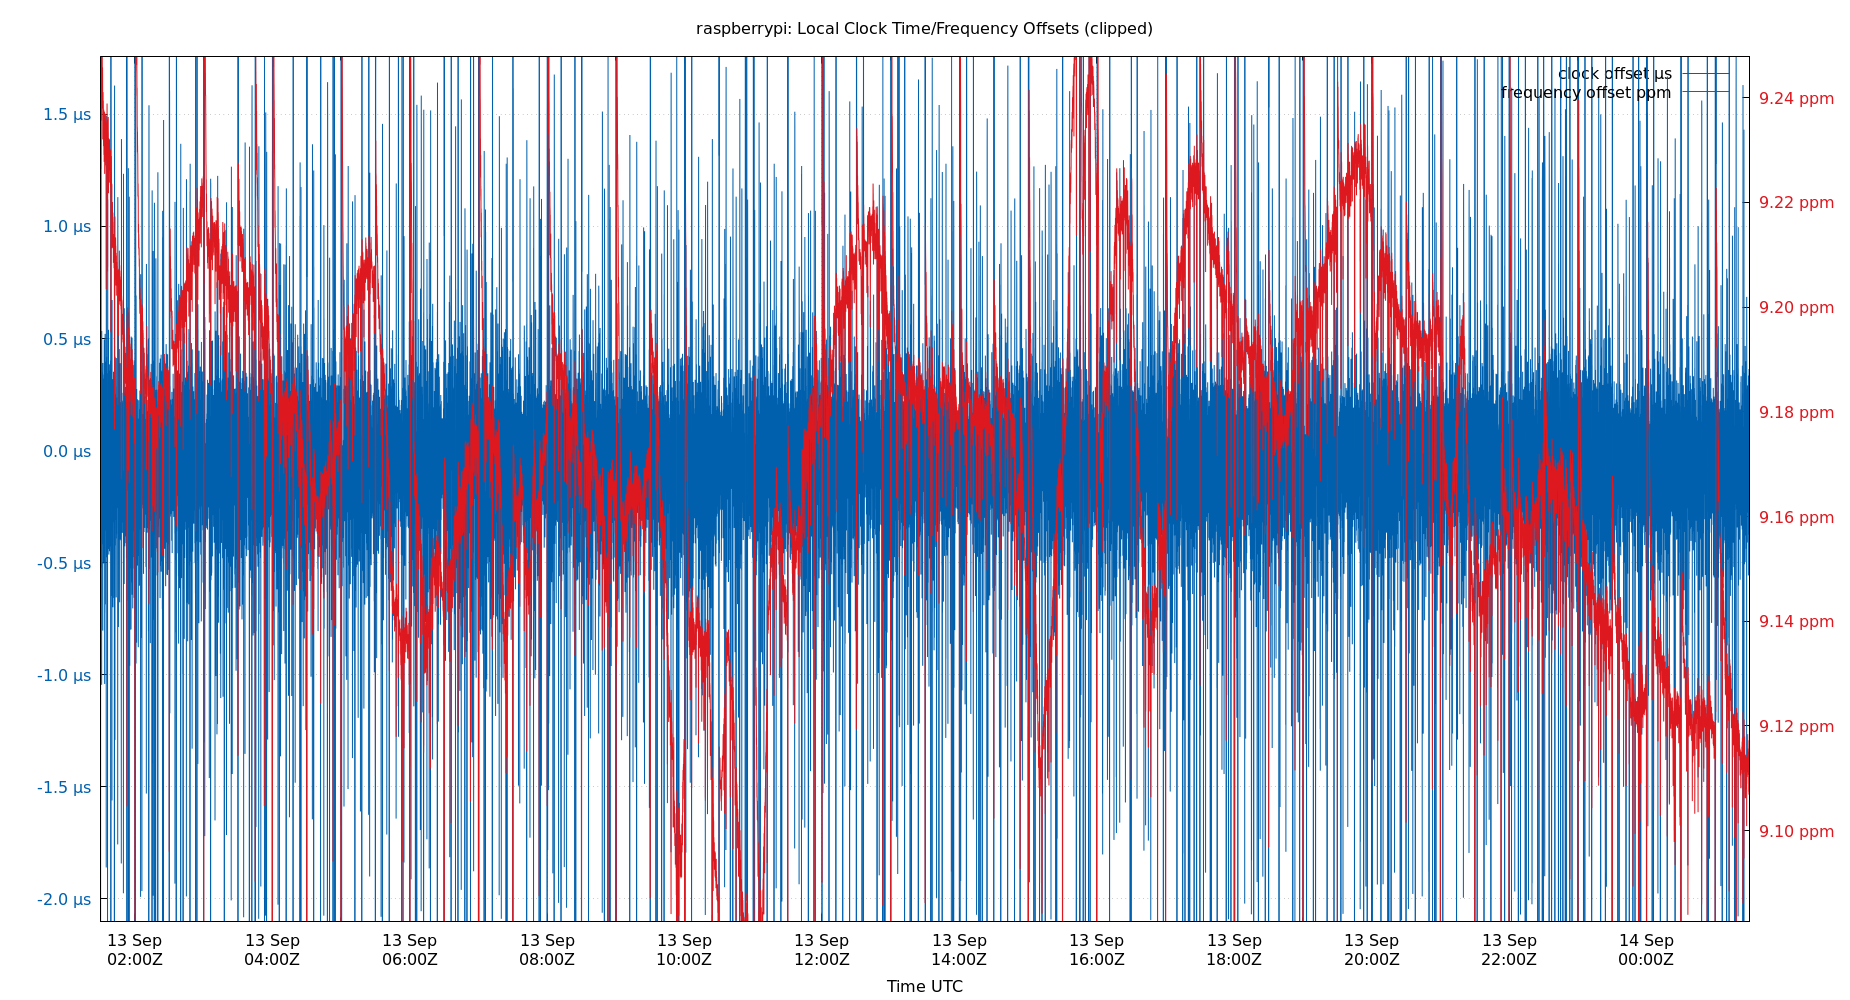 raspberrypi: Local Clock Time/Frequency Offsets (clipped)
clock offset µs
frequency offset ppm
1.5 µs
1.0 µs
0.5 µs
0.0 µs
-0.5 µs
-1.0 µs
-1.5 µs
-2.0 µs
9.24 ppm
9.22 ppm
9.20 ppm
9.18 ppm
9.16 ppm
9.14 ppm
9.12 ppm
9.10 ppm
13 Sep 13 Sep 13 Sep 13 Sep 13 Sep 13 Sep 13 Sep 13 Sep 13 Sep 13 Sep 13 Sep 14 Sep
02:00Z 04:00Z 06:00Z 08:00Z 10:00Z 12:00Z 14:00Z 16:00Z 18:00Z 20:00Z 22:00Z 00:00Z
Time UTC